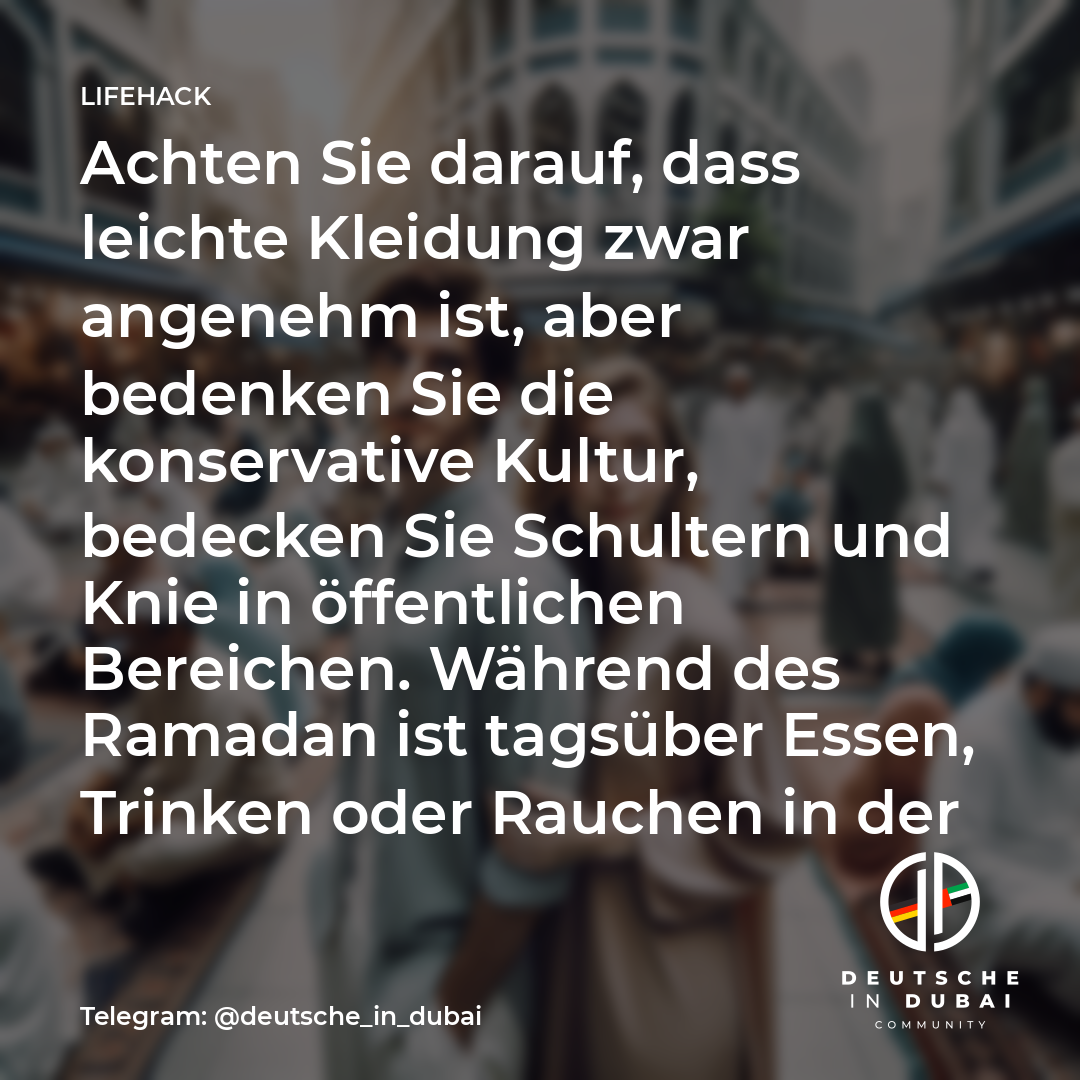 LIFEHACK
Achten Sie darauf, dass
leichte Kleidung zwar
angenehm ist, aber
bedenken Sie die
konservative Kultur,
bedecken Sie Schultern und
Knie in öffentlichen
Bereichen. Während des
Ramadan ist tagsüber Essen,
Trinken oder Rauchen in der
DEUTSCHE
IN DUBAI
COMMUNITY
Telegram: @deutsche_in_dubai